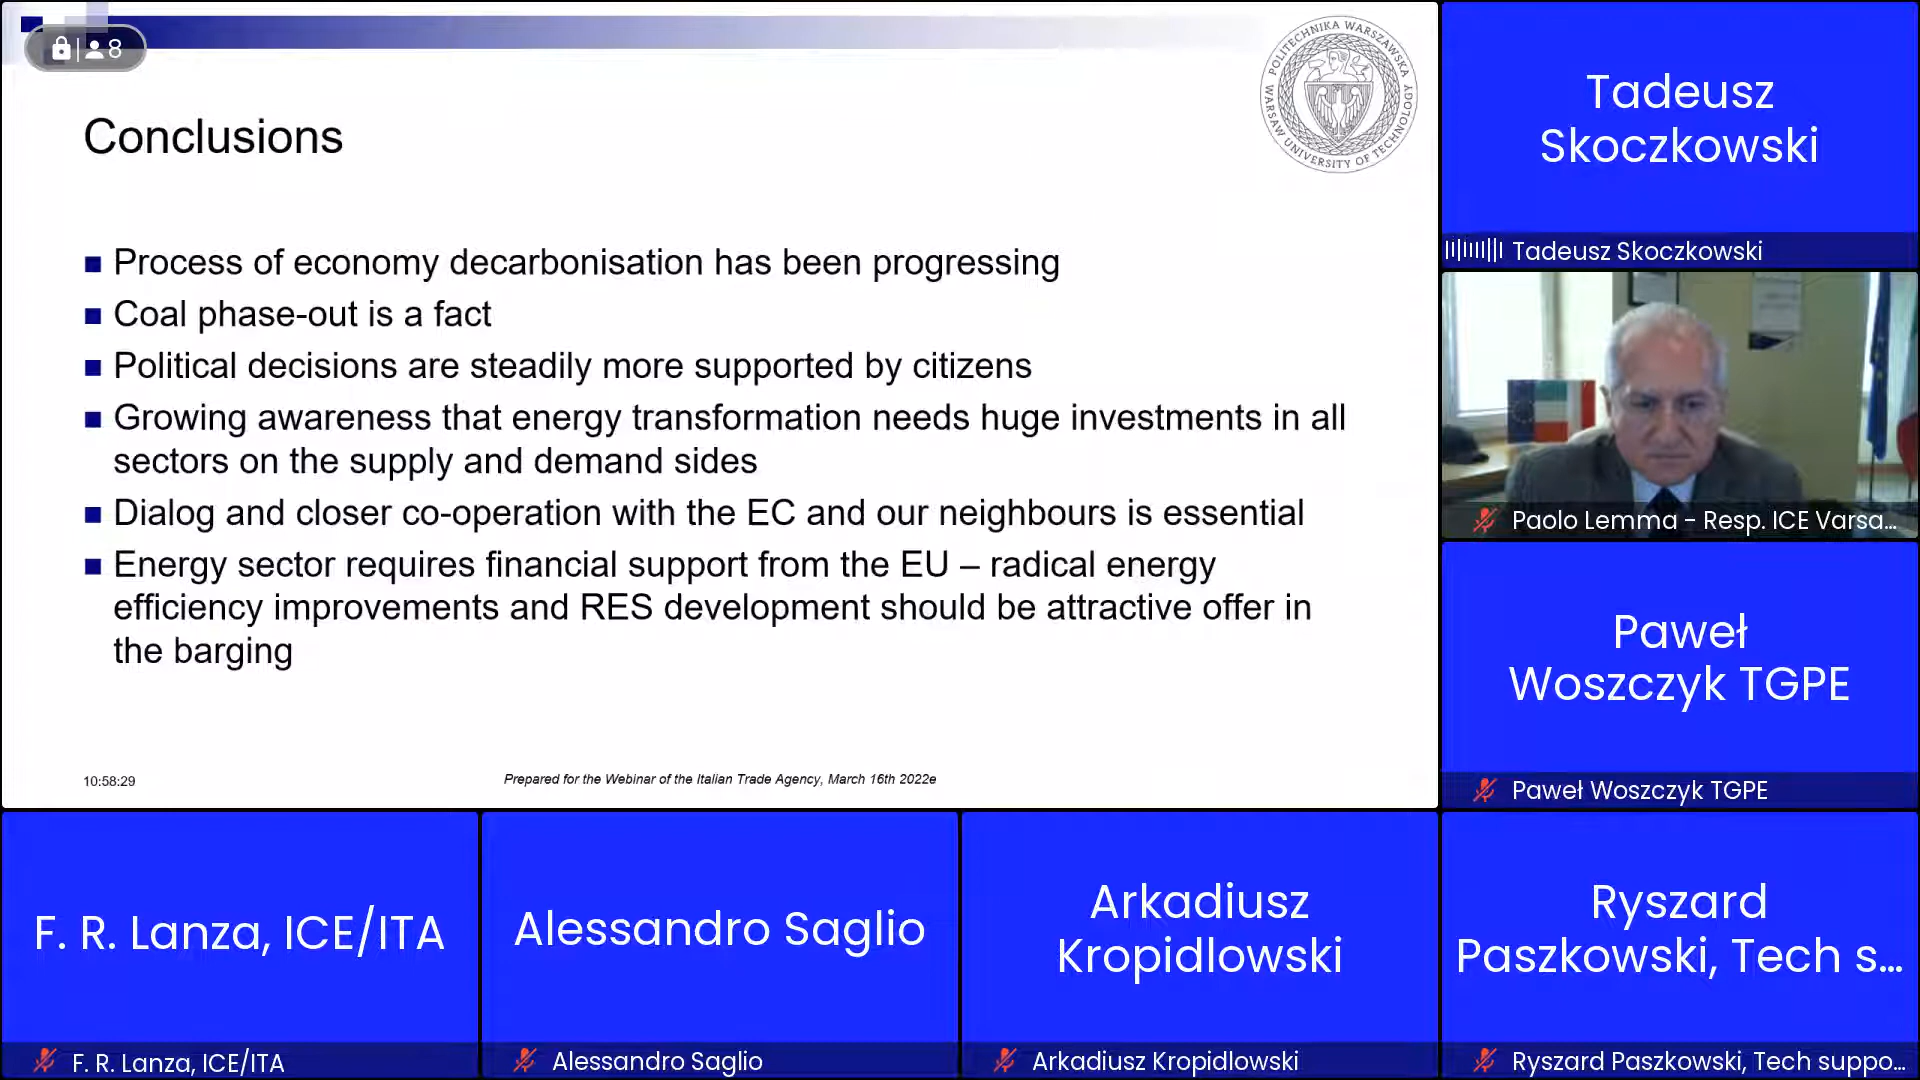 8
POLITECHNIKA WARSZAWSKA
WARSAW UNIVERSITY OF TECHNOLOGY
Conclusions
Process of economy decarbonisation has been progressing
Coal phase-out is a fact
Political decisions are steadily more supported by citizens
Growing awareness that energy transformation needs huge investments in all
sectors on the supply and demand sides
Dialog and closer co-operation with the EC and our neighbours is essential
Energy sector requires financial support from the EU – radical energy
efficiency improvements and RES development should be attractive offer in
the barging
10:58:29
Prepared for the Webinar of the Italian Trade Agency, March 16th 2022e
Tadeusz
Skoczkowski
Tadeusz Skoczkowski
Paolo Lemma - Resp. ICE Varsa...
Paweł
Woszczyk TGPE
Paweł Woszczyk TGPE
F. R. Lanza, ICE/ITA
F. R. Lanza, ICE/ITA
Alessandro Saglio
Alessandro Saglio
Arkadiusz
Kropidlowski
Arkadiusz Kropidlowski
Ryszard
Paszkowski, Tech s...
Ryszard Paszkowski, Tech suppo...